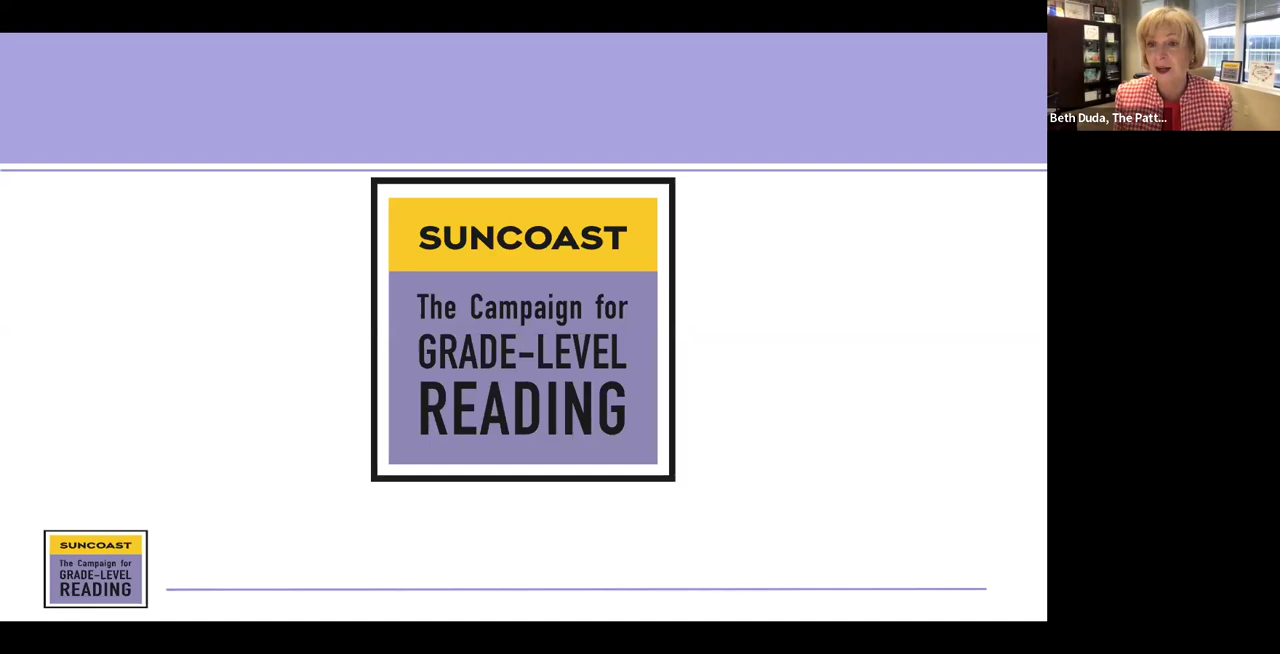 SUNCOAST
The Campaign for
GRADE-LEVEL
READING
Beth Duda, The Patt...
SUNCOAST
The Campaign for
GRADE-LEVEL
READING